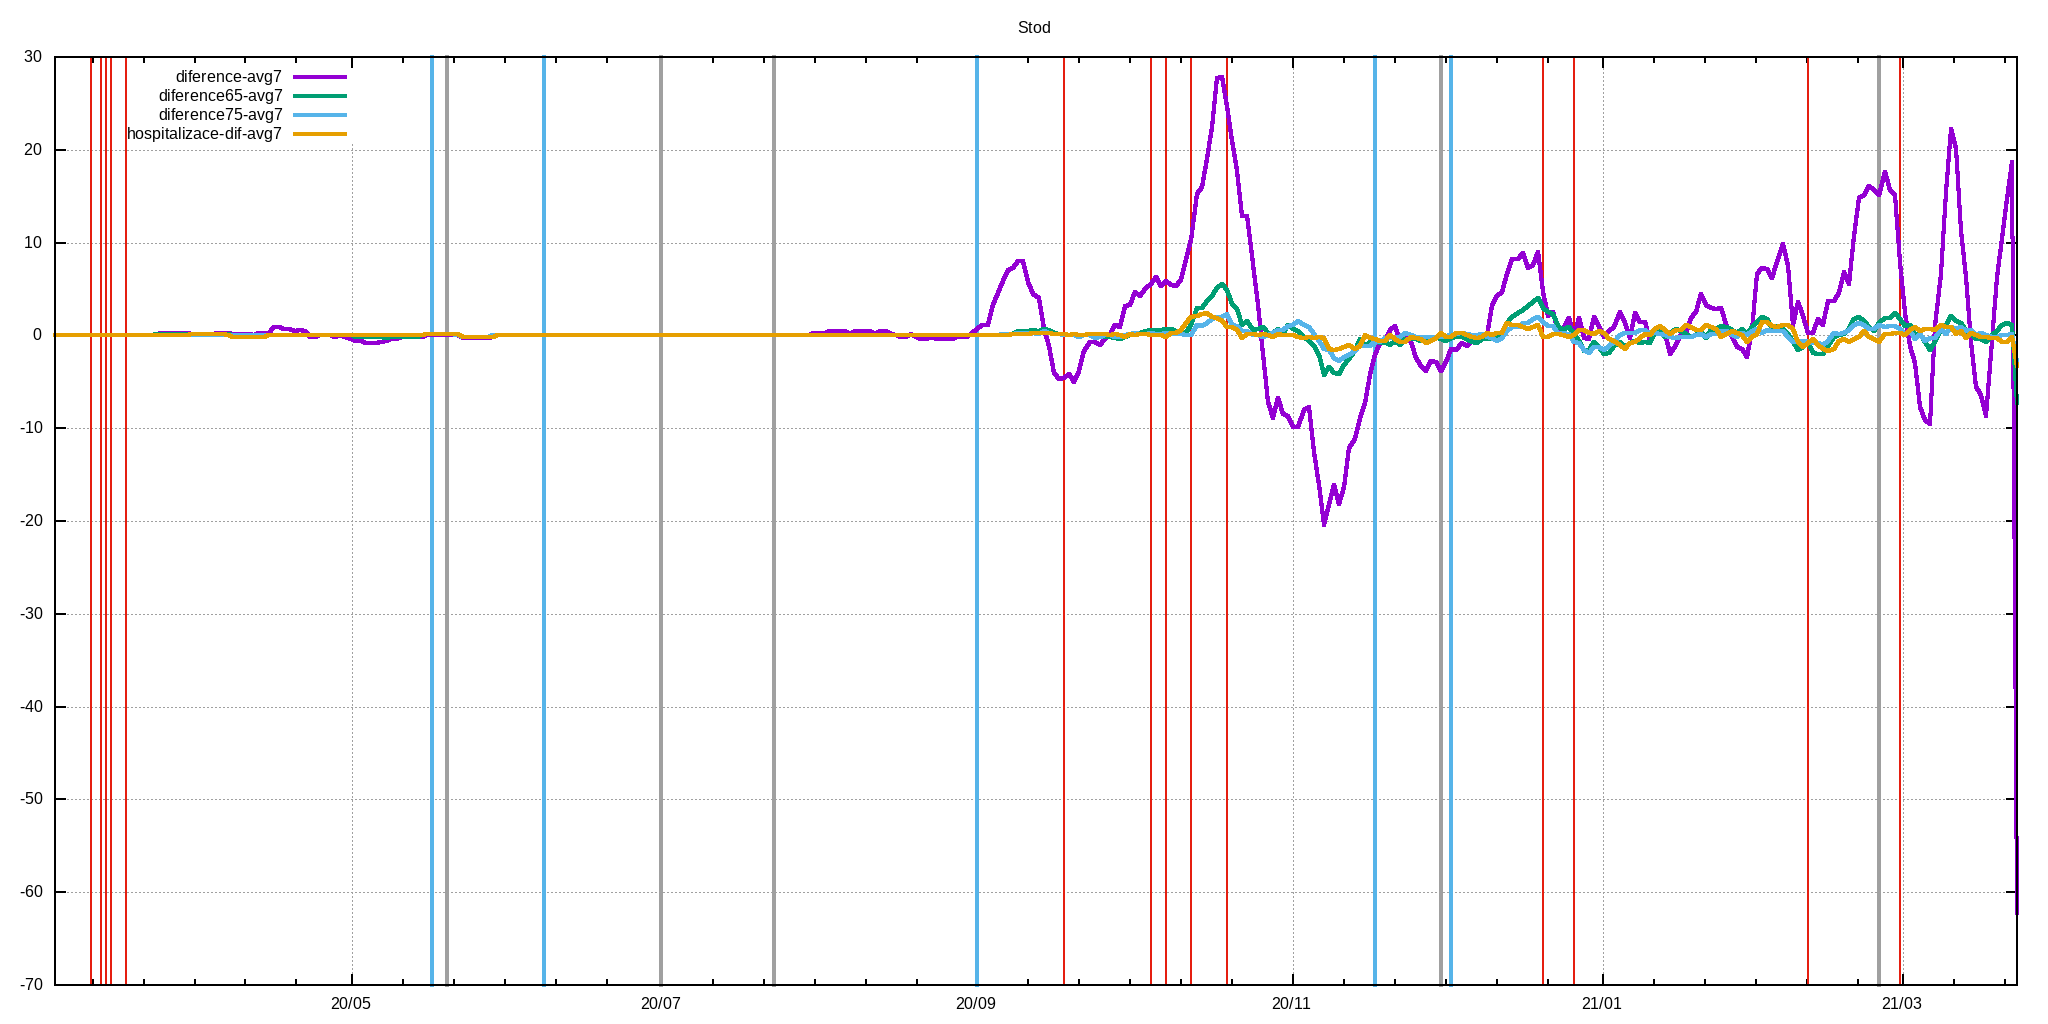 Stod
diference-avg7
diference65-avg7
diference75-avg7
hospitalizace-dif-avg7
30
20
10
0
-10
-20
-30
-40
-50
-60
-70
20/05 20/07 20/09 20/11 21/01 21/03